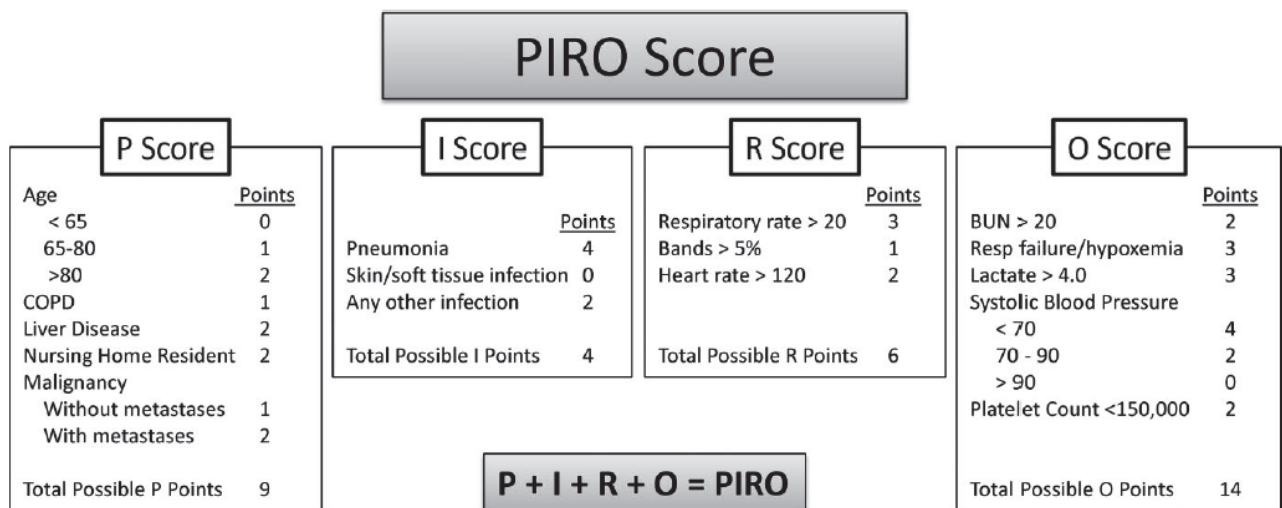 PIRO Score
P Score
Age Points
< 65 0
65-80 1
>80 2
COPD 1
Liver Disease 2
Nursing Home Resident 2
Malignancy
Without metastases 1
With metastases 2
Total Possible P Points 9
I Score
Points
Pneumonia 4
Skin/soft tissue infection 0
Any other infection 2
Total Possible I Points 4
R Score
Points
Respiratory rate > 20 3
Bands > 5% 1
Heart rate > 120 2
Total Possible R Points 6
O Score
Points
BUN > 20 2
Resp failure/hypoxemia 3
Lactate > 4.0 3
Systolic Blood Pressure
< 70 4
70 - 90 2
> 90 0
Platelet Count <150,000 2
Total Possible O Points 14
P + I + R + O = PIRO